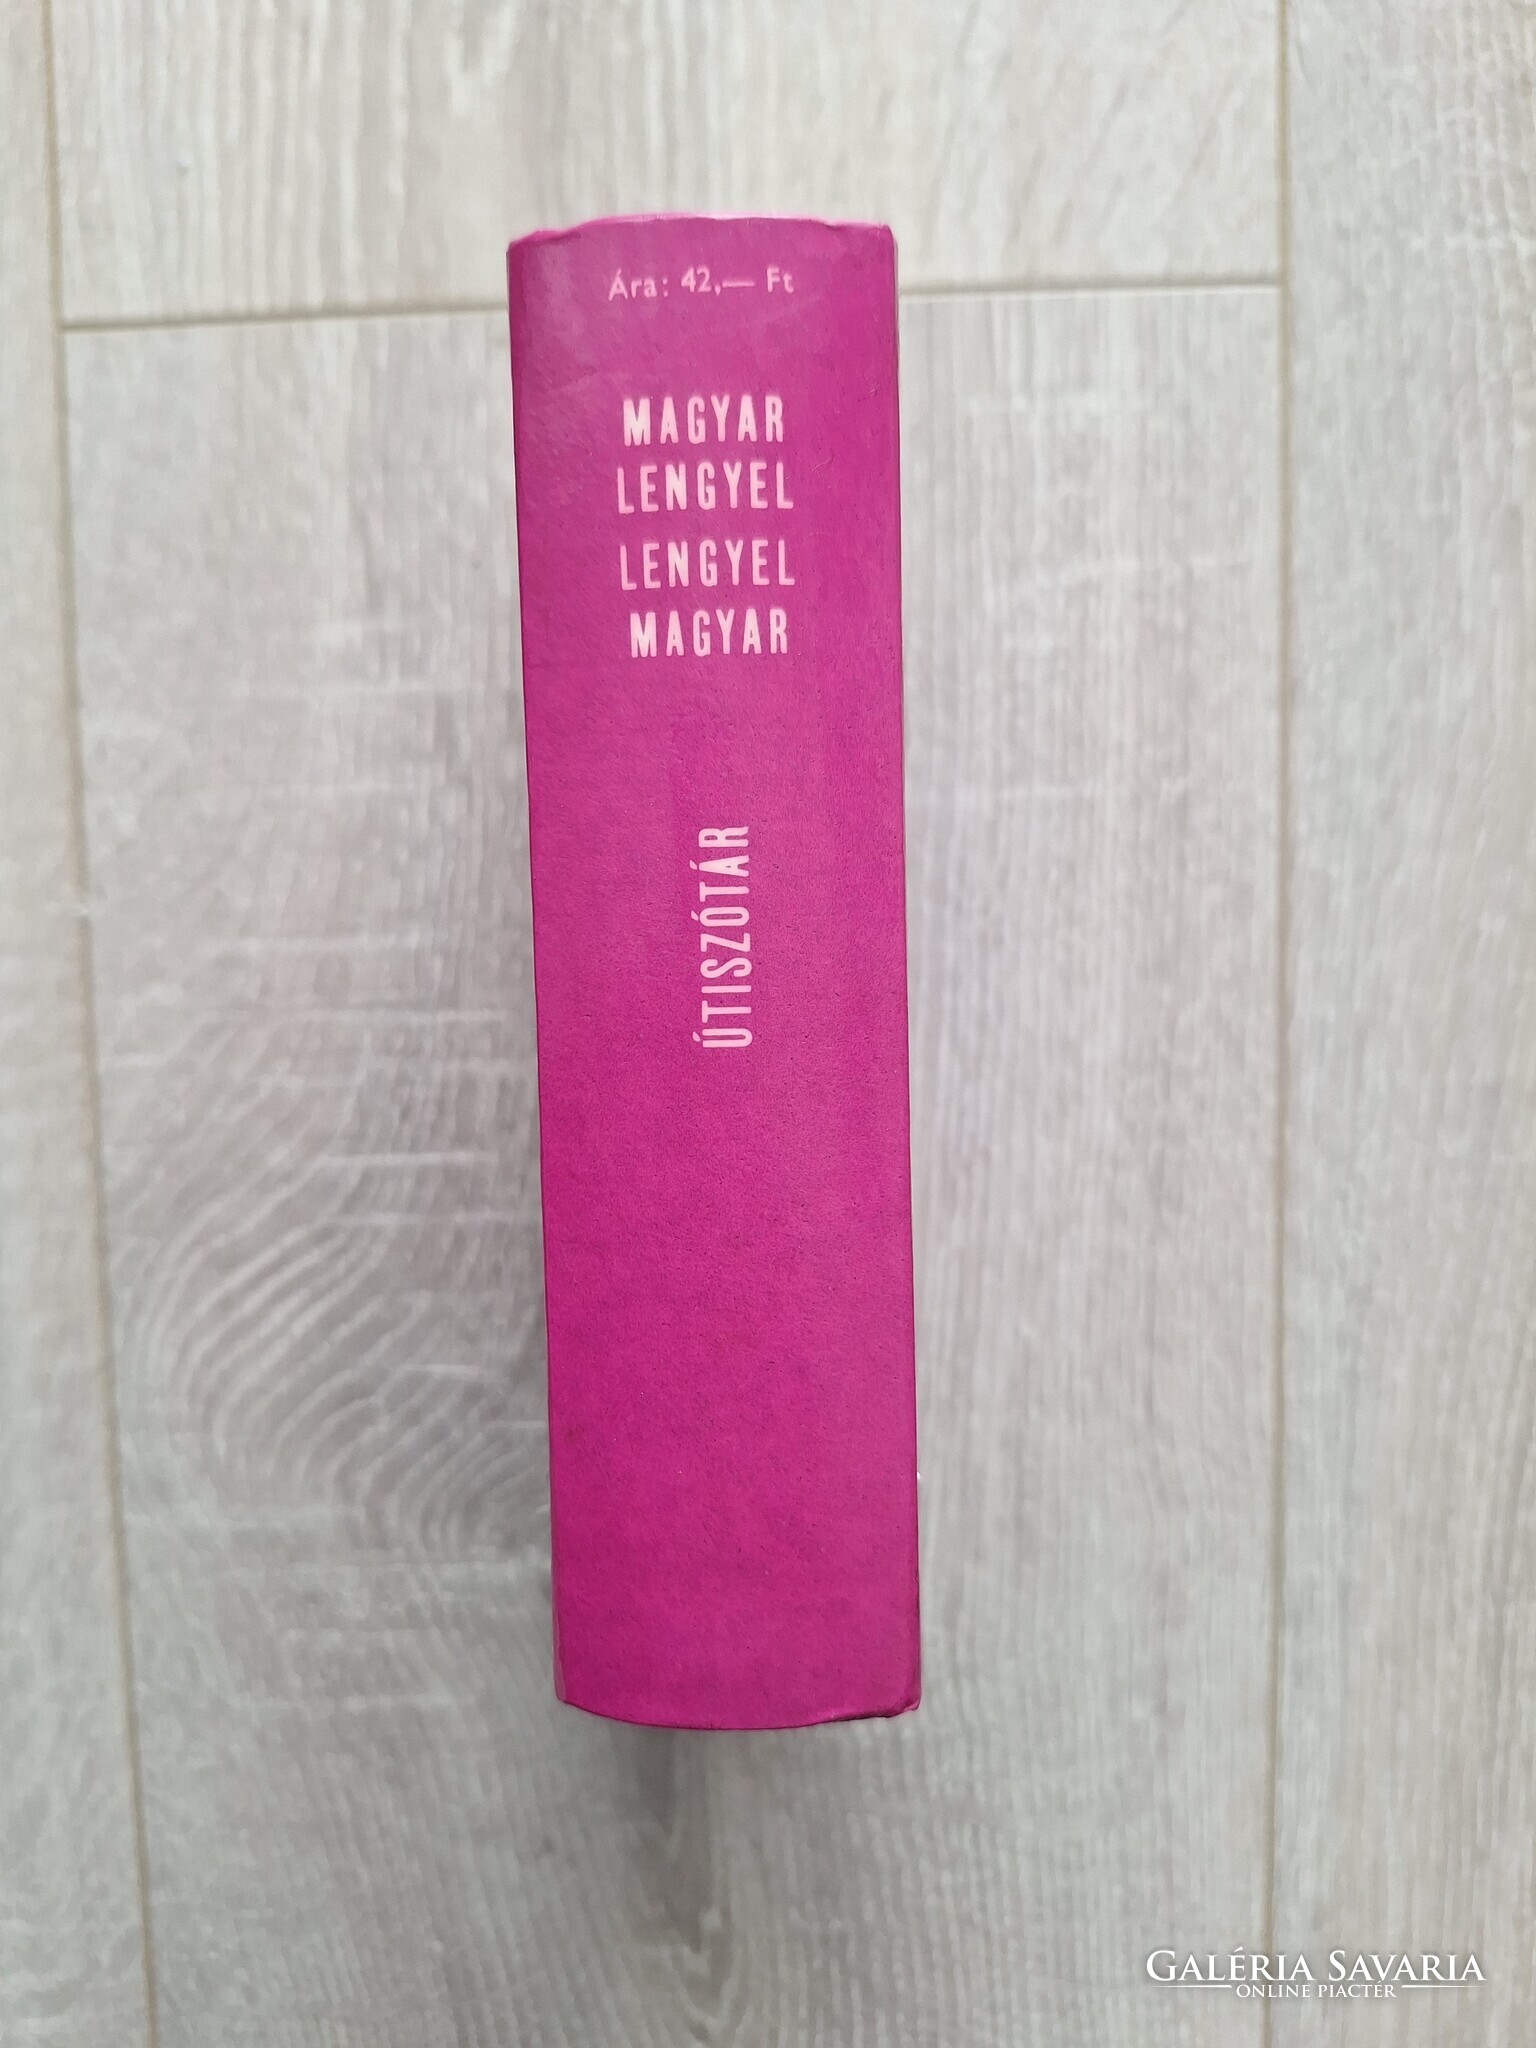 Ára: 42,— Ft
MAGYAR
LENGYEL
LENGYEL
MAGYAR
ÚTISZÓTÁR
GALÉRIA SAVARIA
ONLINE PIACTÉR